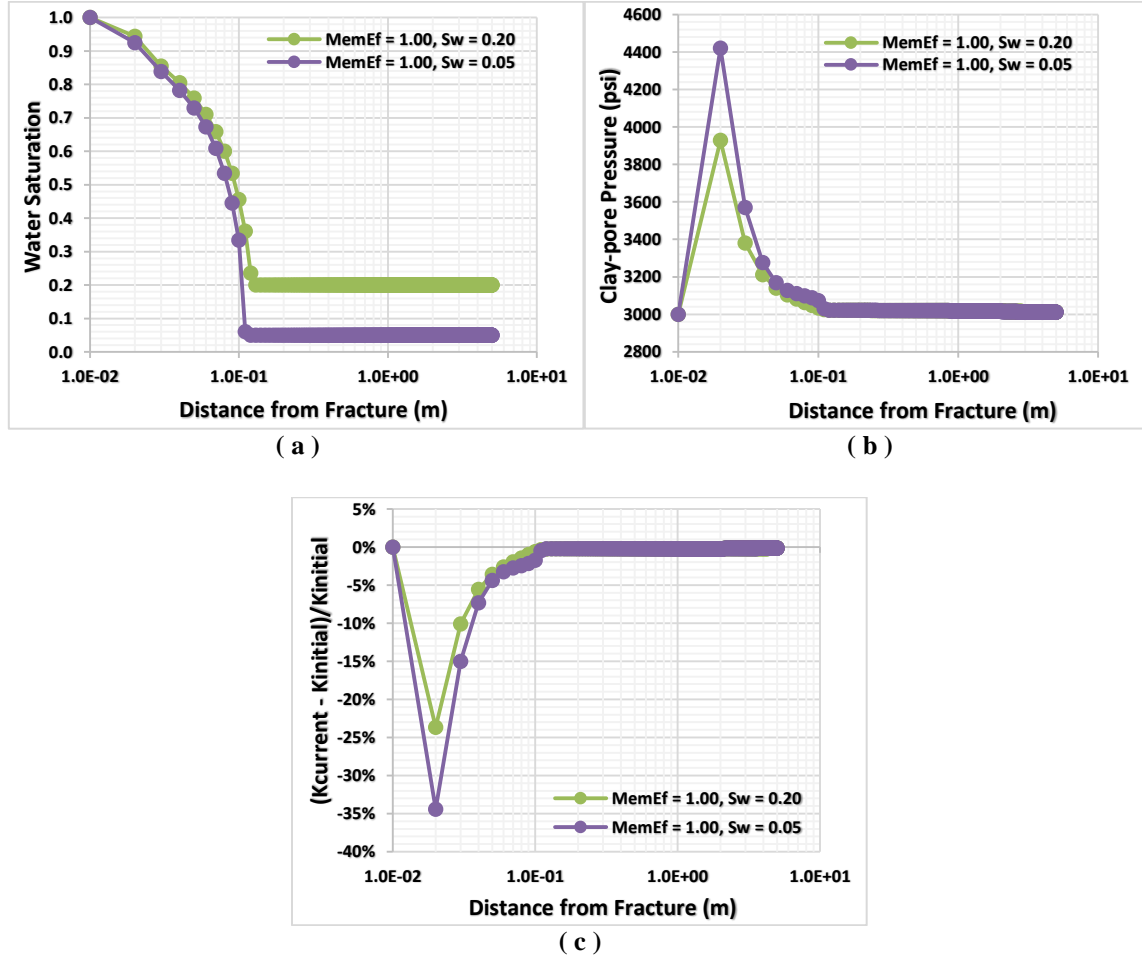 1.0
0.9
0.8
0.7
0.6
0.5
0.4
0.3
0.2
0.1
0.0
Water Saturation
MemEf = 1.00, Sw = 0.20
MemEf = 1.00, Sw = 0.05
1.0E-02 1.0E-01 1.0E+00 1.0E+01
Distance from Fracture (m)
( a )
4600
4400
4200
4000
3800
3600
3400
3200
3000
2800
Clay-pore Pressure (psi)
MemEf = 1.00, Sw = 0.20
MemEf = 1.00, Sw = 0.05
1.0E-02 1.0E-01 1.0E+00 1.0E+01
Distance from Fracture (m)
( b )
5%
0%
-5%
-10%
-15%
-20%
-25%
-30%
-35%
-40%
(Kcurrent - Kinitial)/Kinitial
MemEf = 1.00, Sw = 0.20
MemEf = 1.00, Sw = 0.05
1.0E-02 1.0E-01 1.0E+00 1.0E+01
Distance from Fracture (m)
( c )